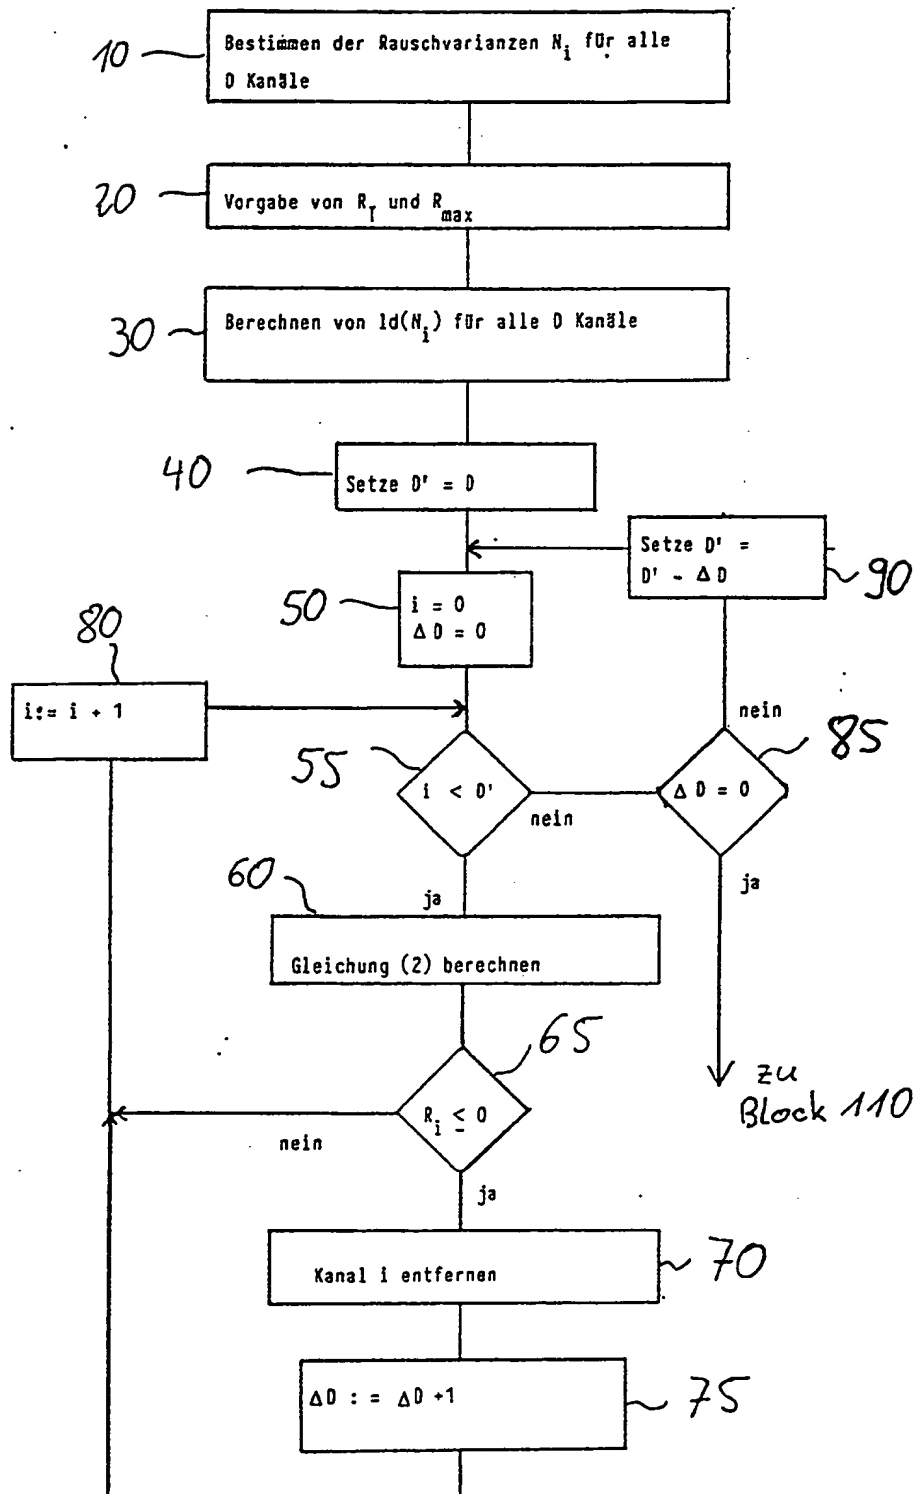 10
Bestimmen der Rauschvarianzen N_i für alle
D Kanäle
20
Vorgabe von R_T und R_max
30
Berechnen von ld(N_i) für alle D Kanäle
40
Setze D' = D
Setze D' =
D' - ΔD
90
50
i = 0
ΔD = 0
80
i:= i + 1
nein
85
55
i < D'
nein
ΔD = 0
60
ja
ja
Gleichung (2) berechnen
65
zu
Block 110
R_i ≤ 0
nein
ja
Kanal i entfernen
70
ΔD := ΔD +1
75